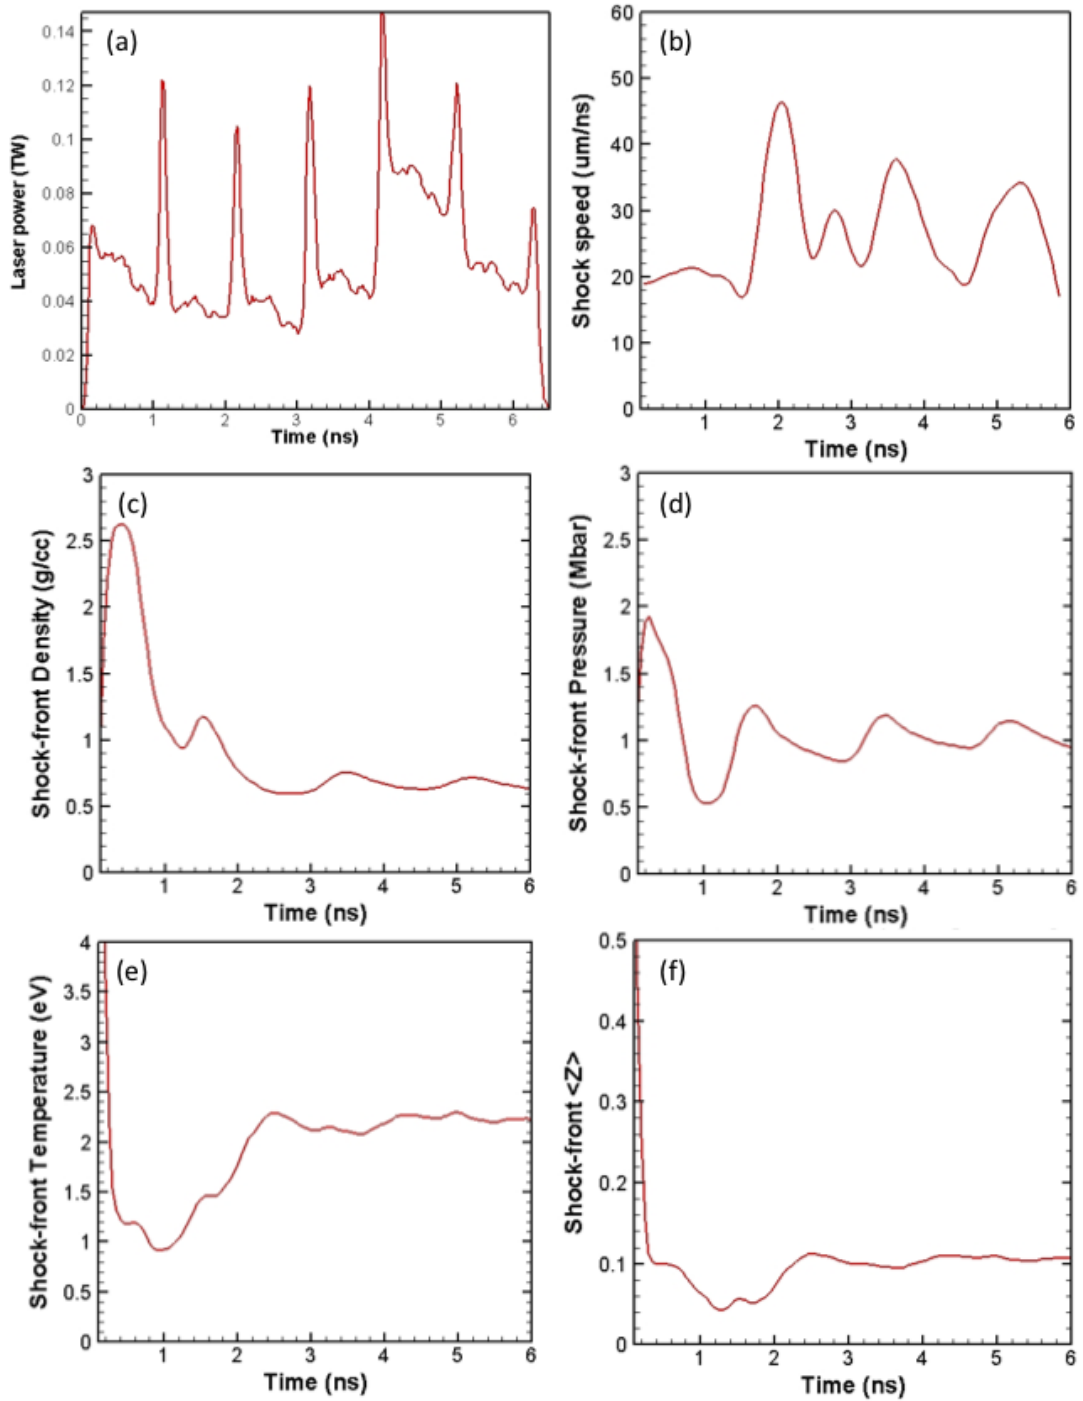 (a)
Laser power (TW)
0.14
0.12
0.1
0.08
0.06
0.04
0.02
0
0 1 2 3 4 5 6
Time (ns)
(b)
Shock speed (um/ns)
60
50
40
30
20
10
0
1 2 3 4 5 6
Time (ns)
(c)
Shock-front Density (g/cc)
3
2.5
2
1.5
1
0.5
0
1 2 3 4 5 6
Time (ns)
(d)
Shock-front Pressure (Mbar)
3
2.5
2
1.5
1
0.5
0
1 2 3 4 5 6
Time (ns)
(e)
Shock-front Temperature (eV)
4
3.5
3
2.5
2
1.5
1
0.5
0
1 2 3 4 5 6
Time (ns)
(f)
Shock-front <Z>
0.5
0.4
0.3
0.2
0.1
0
1 2 3 4 5 6
Time (ns)